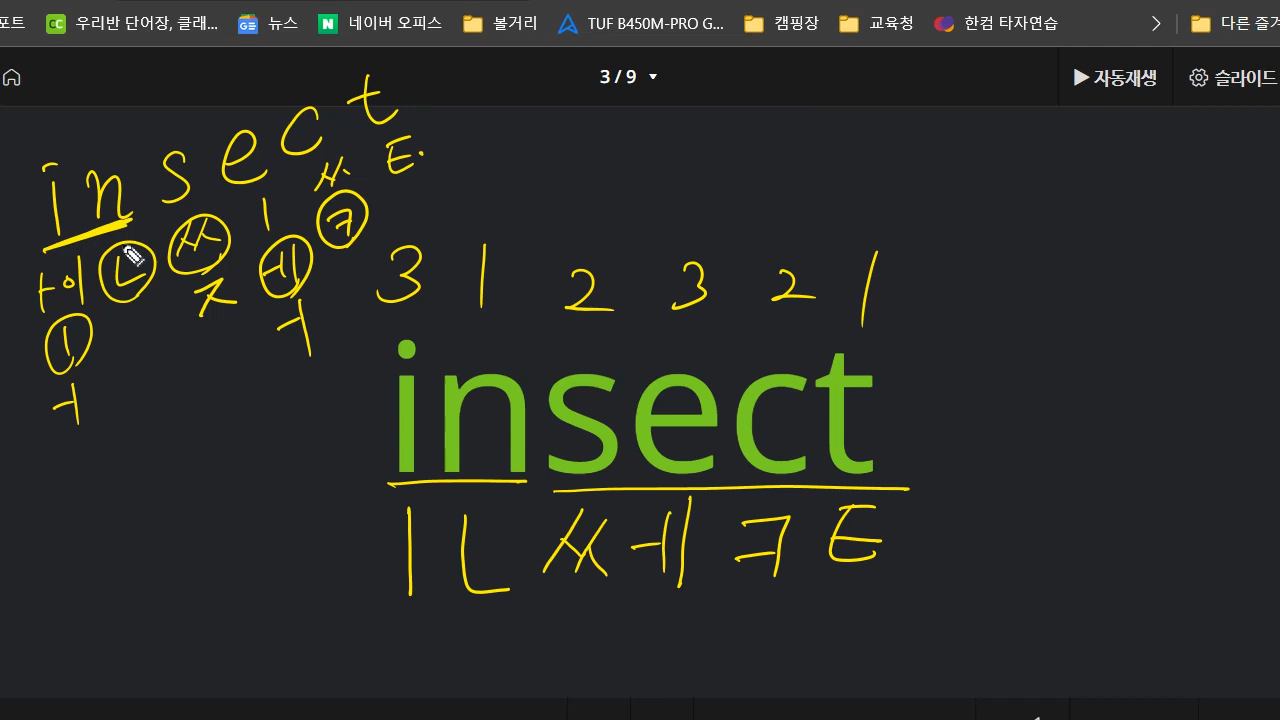 포트 우리반 단어장, 클래... 뉴스 네이버 오피스 볼거리 TUF B450M-PRO G... 캠핑장 교육청 한컴 타자연습 다른 즐겨
3 / 9 자동재생 슬라이드
insect
ㅣ ㅆ ㅌ
ㅏ이 ㄴ ㅆ ㅔ ㅋ
ㅣ ㅈ ㅓ
ㅓ
3 1 2 3 2 1
insect
ㅣ ㄴ ㅆ ㅔ ㅋ ㅌ